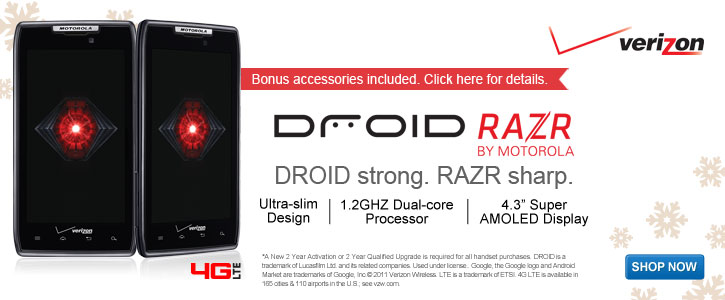 MOTOROLA
MOTOROLA
verizon
verizon
4G LTE
verizon
Bonus accessories included. Click here for details.
DROID RAZR
BY MOTOROLA
DROID strong. RAZR sharp.
Ultra-slim Design
1.2GHZ Dual-core Processor
4.3" Super AMOLED Display
*A New 2 Year Activation or 2 Year Qualified Upgrade is required for all handset purchases. DROID is a
trademark of Lucasfilm Ltd. and its related companies. Used under license. Google, the Google logo and Android
Market are trademarks of Google, Inc. © 2011 Verizon Wireless. LTE is a trademark of ETSI. 4G LTE is available in
165 cities & 110 airports in the U.S.; see vzw.com.
SHOP NOW